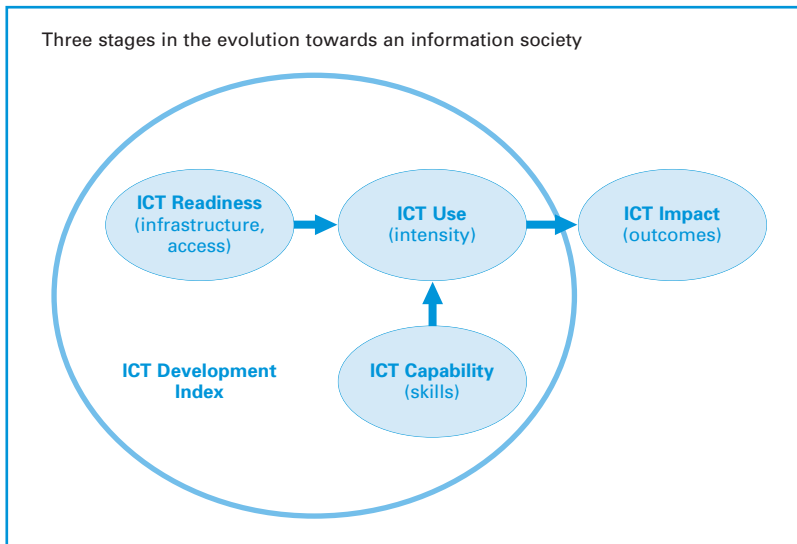 Three stages in the evolution towards an information society
ICT Readiness
(infrastructure,
access)
ICT Use
(intensity)
ICT Impact
(outcomes)
ICT Development
Index
ICT Capability
(skills)